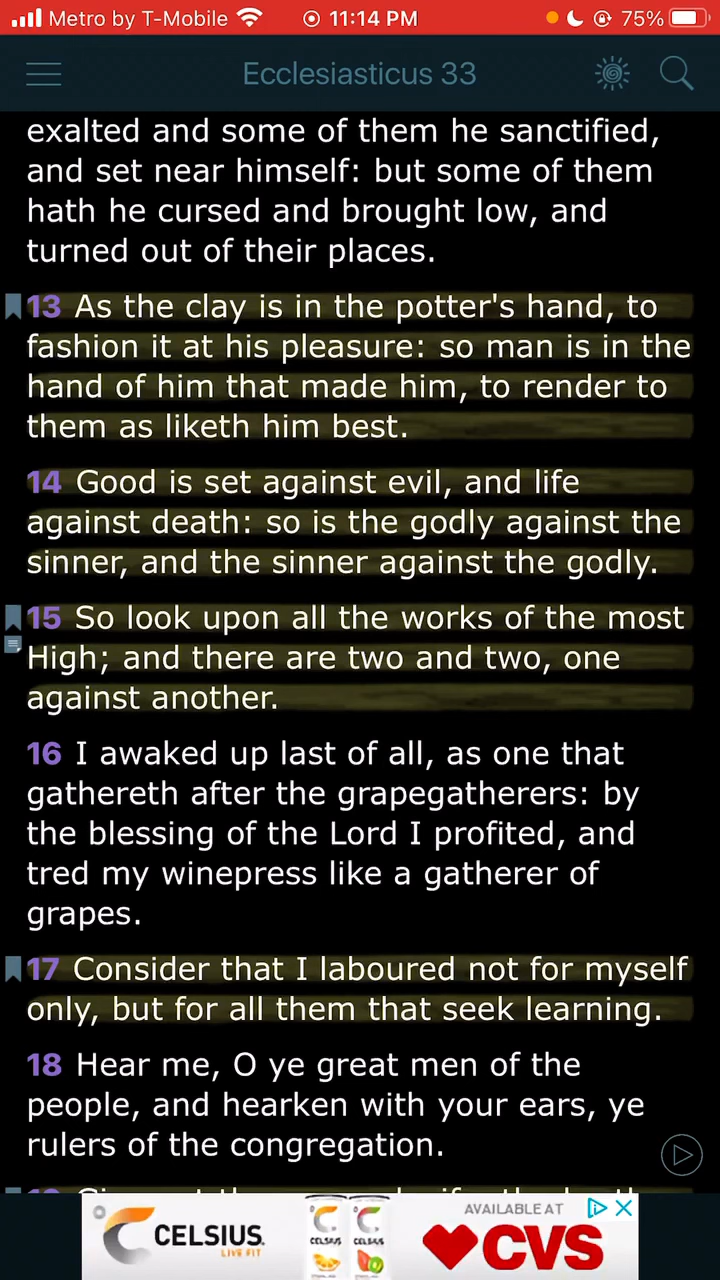 Metro by T-Mobile 11:14 PM 75%
Ecclesiasticus 33
exalted and some of them he sanctified,
and set near himself: but some of them
hath he cursed and brought low, and
turned out of their places.
13 As the clay is in the potter's hand, to
fashion it at his pleasure: so man is in the
hand of him that made him, to render to
them as liketh him best.
14 Good is set against evil, and life
against death: so is the godly against the
sinner, and the sinner against the godly.
15 So look upon all the works of the most
High; and there are two and two, one
against another.
16 I awaked up last of all, as one that
gathereth after the grapegatherers: by
the blessing of the Lord I profited, and
tred my winepress like a gatherer of
grapes.
17 Consider that I laboured not for myself
only, but for all them that seek learning.
18 Hear me, O ye great men of the
people, and hearken with your ears, ye
rulers of the congregation.
CELSIUS.
LIVE FIT
CELSIUS CELSIUS
AVAILABLE AT
CVS